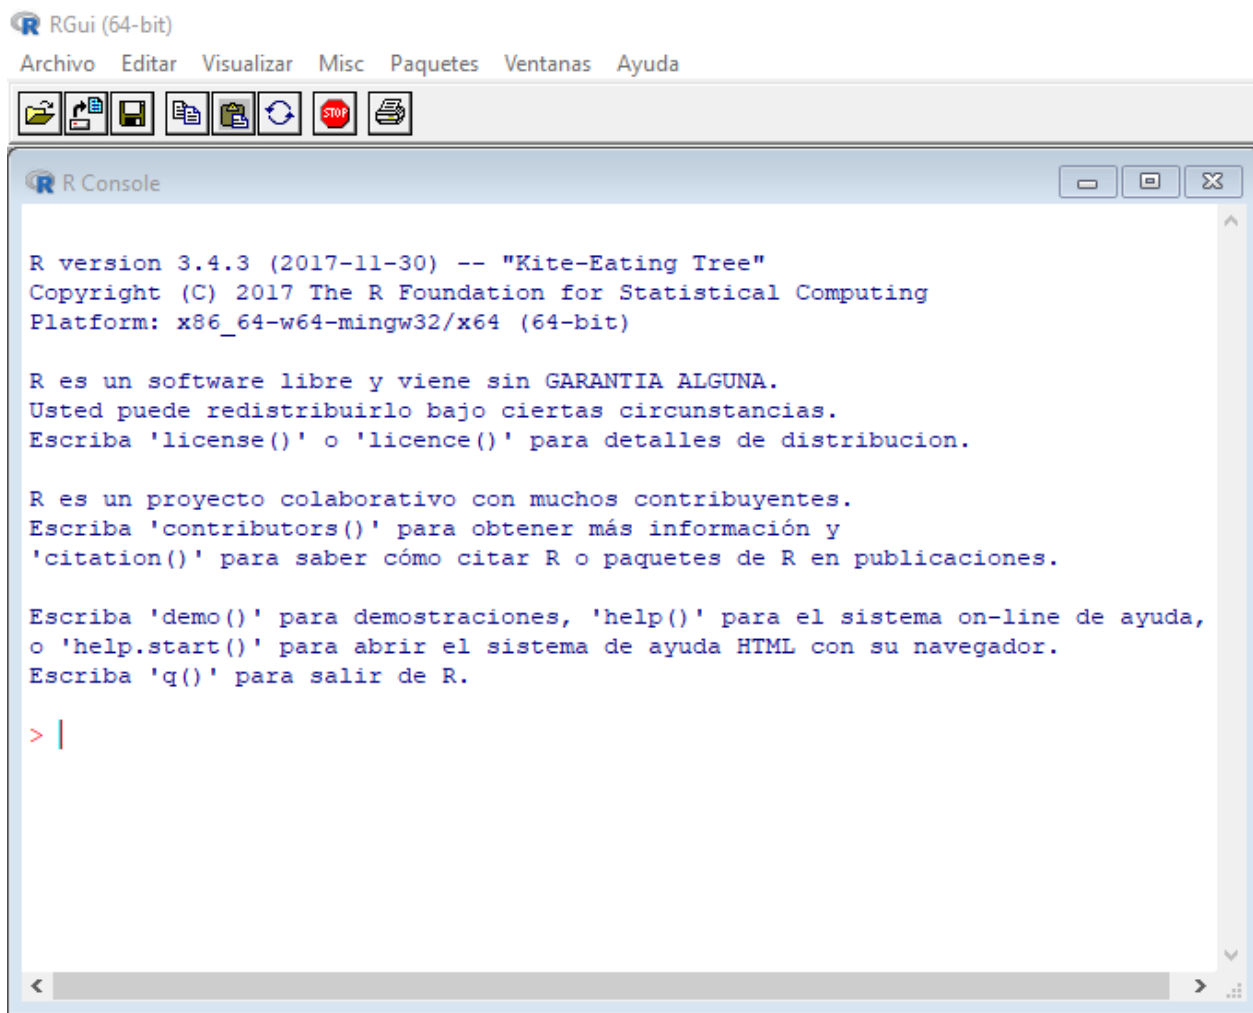 RGui (64-bit)
Archivo Editar Visualizar Misc Paquetes Ventanas Ayuda
STOP
R Console
R version 3.4.3 (2017-11-30) -- "Kite-Eating Tree"
Copyright (C) 2017 The R Foundation for Statistical Computing
Platform: x86_64-w64-mingw32/x64 (64-bit)
R es un software libre y viene sin GARANTIA ALGUNA.
Usted puede redistribuirlo bajo ciertas circunstancias.
Escriba 'license()' o 'licence()' para detalles de distribucion.
R es un proyecto colaborativo con muchos contribuyentes.
Escriba 'contributors()' para obtener más información y
'citation()' para saber cómo citar R o paquetes de R en publicaciones.
Escriba 'demo()' para demostraciones, 'help()' para el sistema on-line de ayuda,
o 'help.start()' para abrir el sistema de ayuda HTML con su navegador.
Escriba 'q()' para salir de R.
>